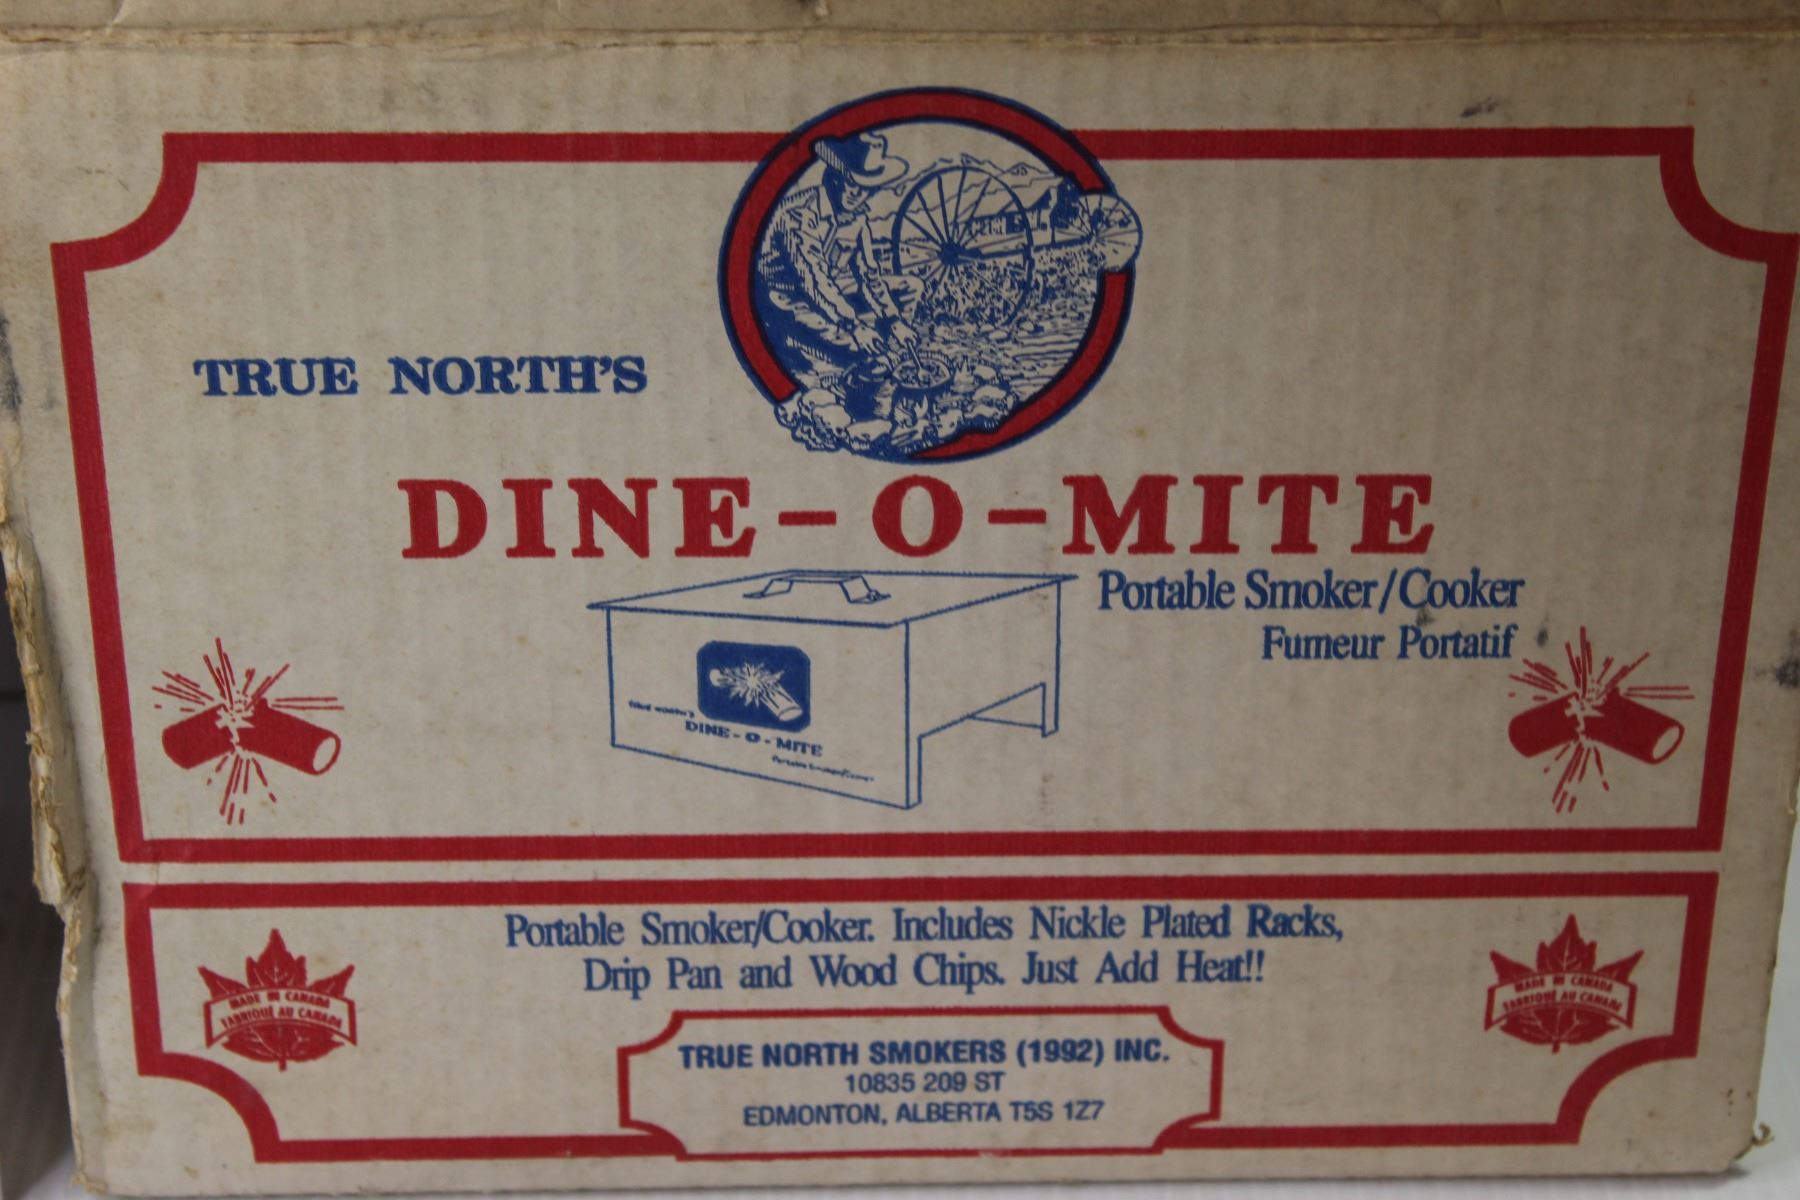 TRUE NORTH'S
DINE-O-MITE
Portable Smoker/Cooker
Fumeur Portatif
TRUE NORTH'S
DINE-O-MITE
Portable Smoker/Cooker. Includes Nickle Plated Racks,
Drip Pan and Wood Chips. Just Add Heat!!
MADE IN CANADA
FABRIQUÉ AU CANADA
MADE IN CANADA
FABRIQUÉ AU CANADA
TRUE NORTH SMOKERS (1992) INC.
10835 209 ST
EDMONTON, ALBERTA T5S 1Z7